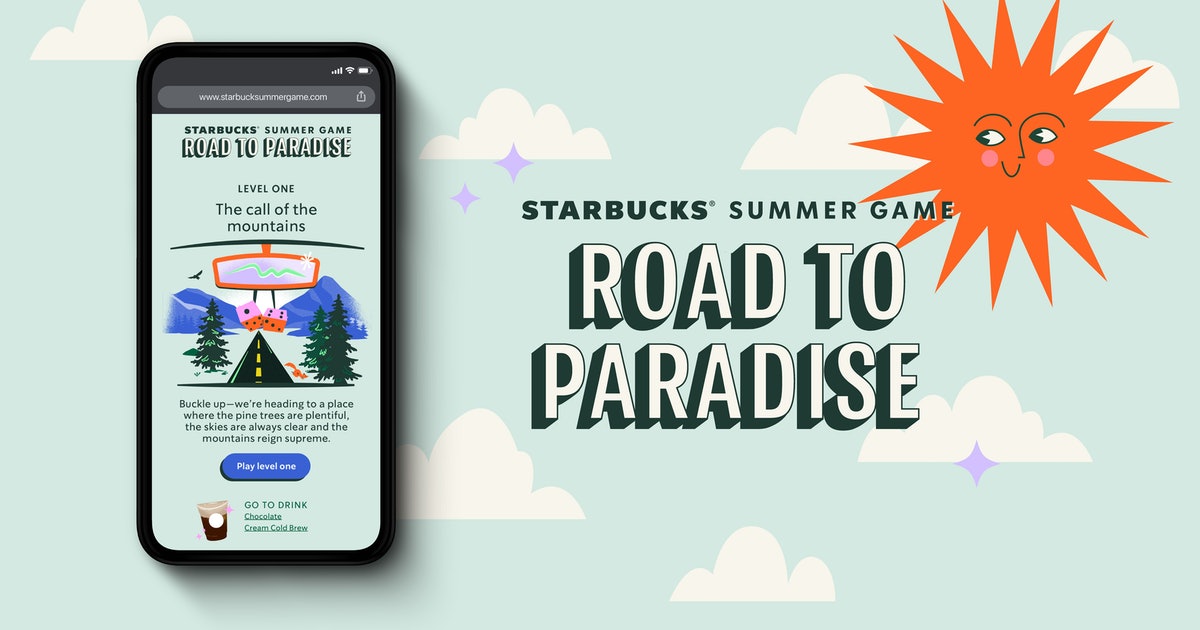 www.starbucksummergame.com
STARBUCKS® SUMMER GAME
ROAD TO PARADISE
LEVEL ONE
The call of the
mountains
Buckle up—we're heading to a place
where the pine trees are plentiful,
the skies are always clear and the
mountains reign supreme.
Play level one
GO TO DRINK
Chocolate
Cream Cold Brew
STARBUCKS® SUMMER GAME
ROAD TO
PARADISE